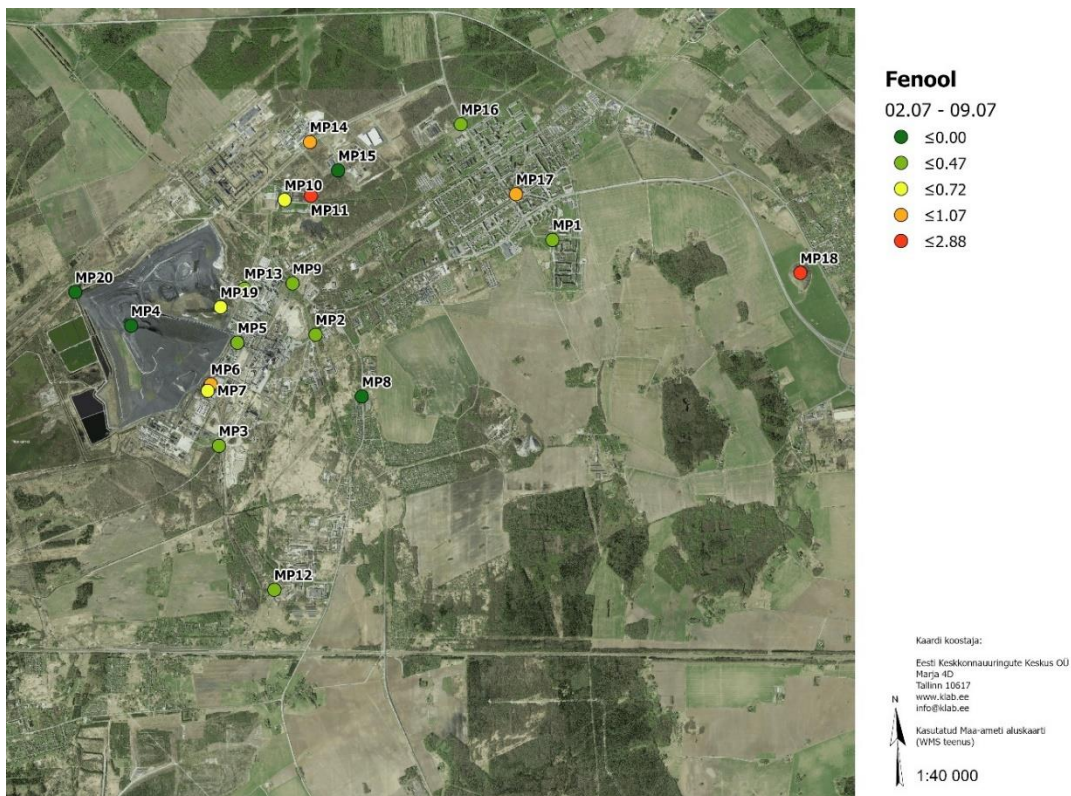 Fenool
02.07 - 09.07
≤0.00
≤0.47
≤0.72
≤1.07
≤2.88
MP16
MP14
MP15
MP10
MP11
MP17
MP1
MP18
MP20
MP13
MP9
MP19
MP4
MP5
MP2
MP6
MP7
MP8
MP3
MP12
Kaardi koostaja:
Eesti Keskkonnauuringute Keskus OÜ
Marja 4D
Tallinn 10617
www.klab.ee
info@klab.ee
N
Kasutatud Maa-ameti aluskaarti
(WMS teenus)
1:40 000